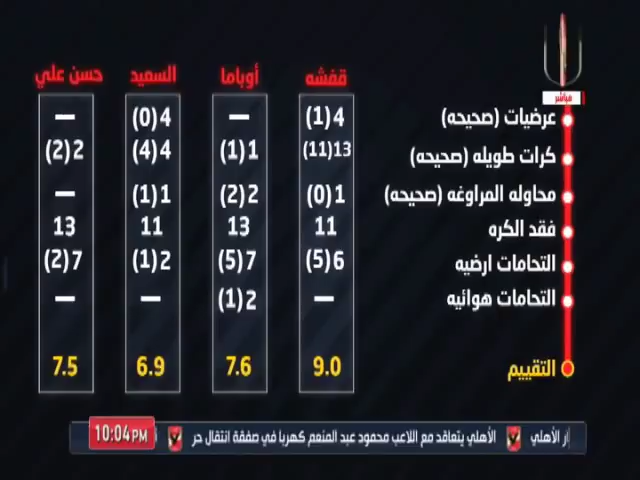 مباشر
قفشه أوباما السعيد حسن علي
عرضيات (صحيحه) 4(1) — 4(0) —
كرات طويله (صحيحه) 13(11) 1(1) 4(4) 2(2)
محاوله المراوغه (صحيحه) 1(0) 2(2) 1(1) —
فقد الكره 11 13 11 13
التحامات ارضيه 6(5) 7(5) 2(1) 7(2)
التحامات هوائيه — 2(1) — —
التقييم 9.0 7.6 6.9 7.5
ار الأهلي الأهلي يتعاقد مع اللاعب محمود عبد المنعم كهربا في صفقة انتقال حر
10:04 PM